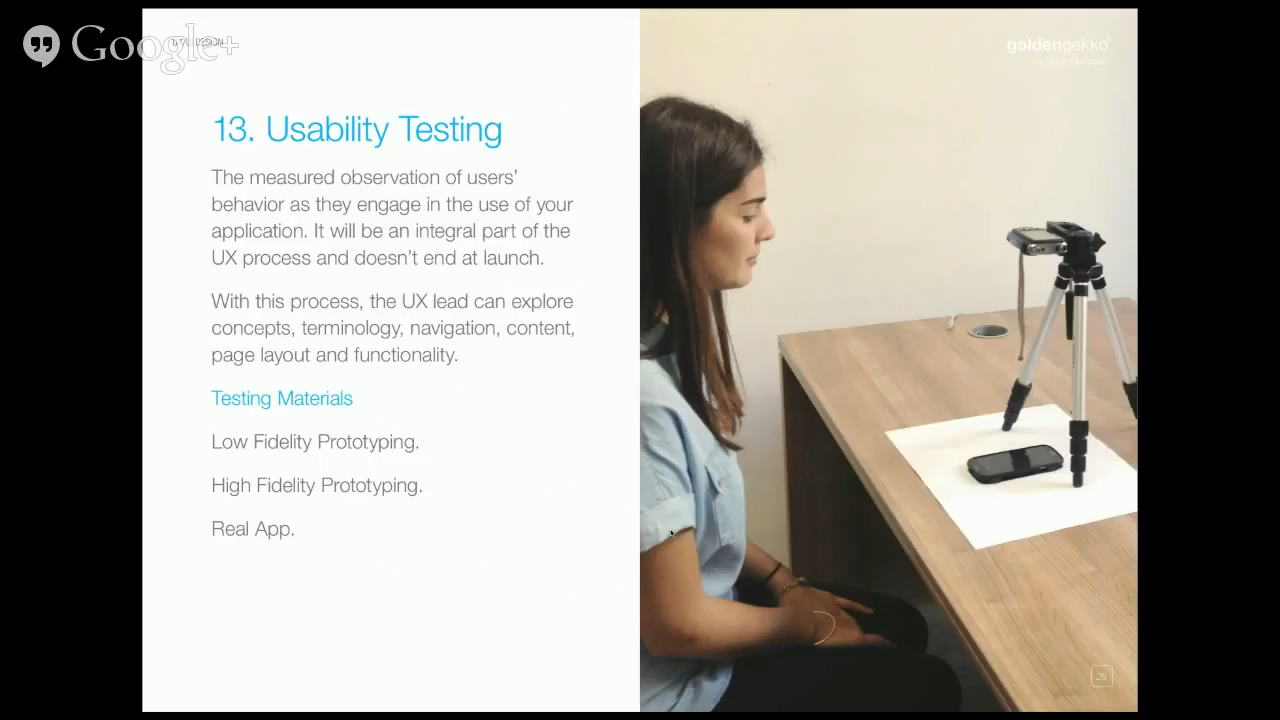 Google+
goldengekko
13. Usability Testing
The measured observation of users'
behavior as they engage in the use of your
application. It will be an integral part of the
UX process and doesn't end at launch.
With this process, the UX lead can explore
concepts, terminology, navigation, content,
page layout and functionality.
Testing Materials
Low Fidelity Prototyping.
High Fidelity Prototyping.
Real App.
26